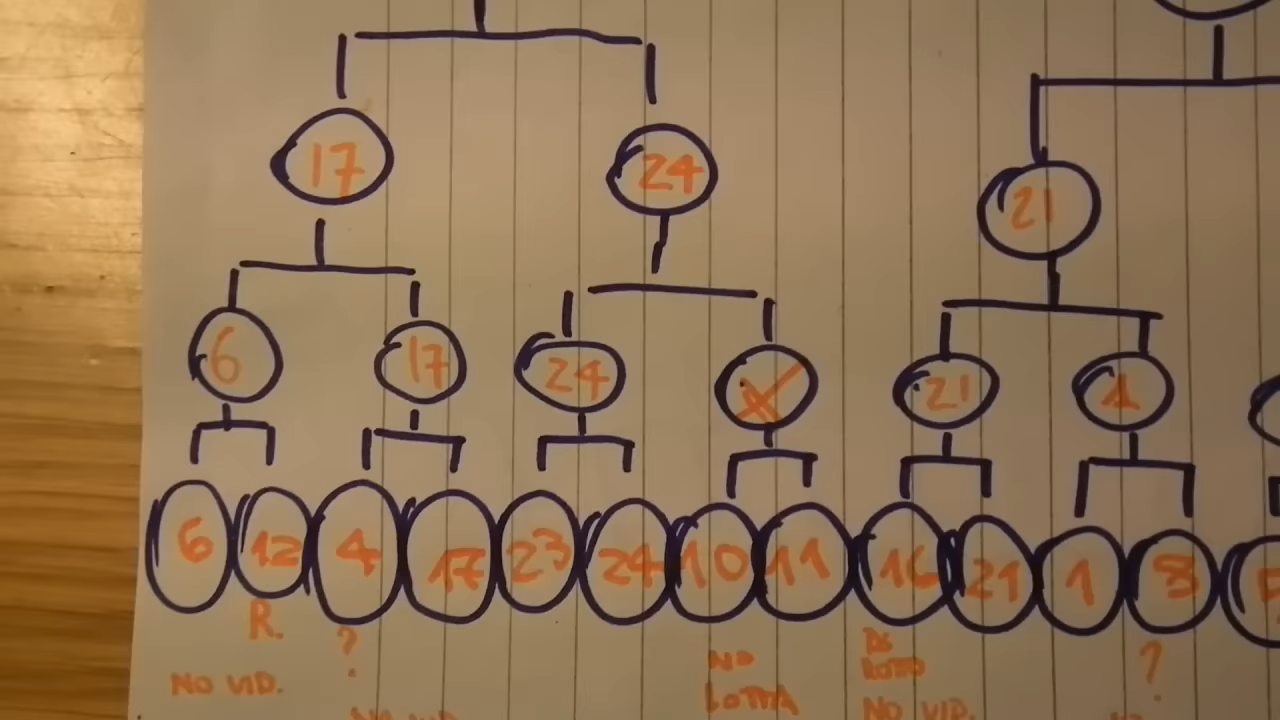 17 24
21
6 17 24 X 21 1
6 12 4 17 23 24 10 11 16 21 1 8
R. ? NO ?
LOTTA ROTTO
NO VID. NO VID.